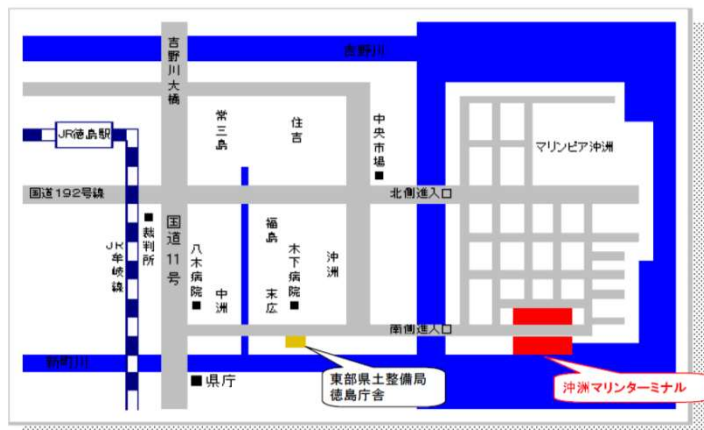 吉野川
吉野川大橋
JR徳島駅
常三島
住吉
中央市場
マリンピア沖洲
国道192号線
北側進入口
裁判所
国道11号
JR牟岐線
八木病院
中洲
福島
末広
木下病院
沖洲
南側進入口
新町川
県庁
東部県土整備局
徳島庁舎
沖洲マリンターミナル